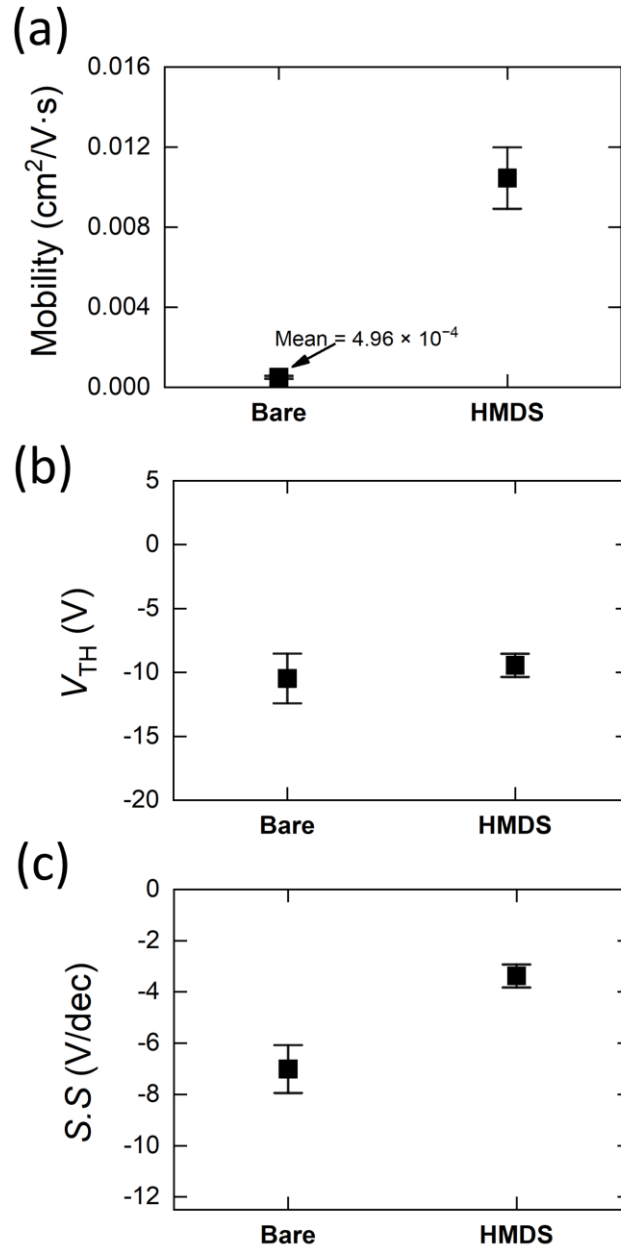 (a)
Mobility (cm²/V·s)
0.016
0.012
0.008
0.004
0.000
Mean = 4.96 × 10⁻⁴
Bare
HMDS
(b)
V_TH (V)
5
0
-5
-10
-15
-20
Bare
HMDS
(c)
S.S (V/dec)
0
-2
-4
-6
-8
-10
-12
Bare
HMDS